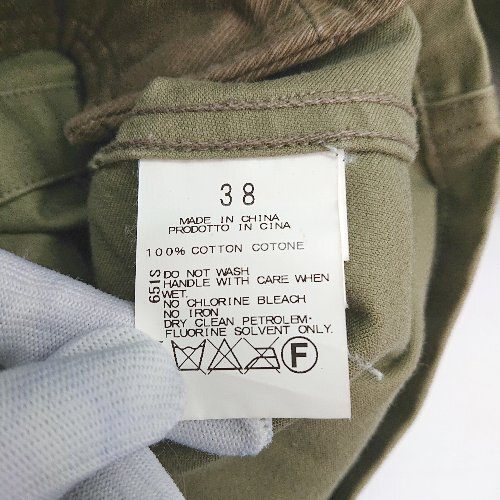 38
MADE IN CHINA
PRODOTTO IN CINA
100% COTTON COTONE
651S
DO NOT WASH
HANDLE WITH CARE WHEN
WET.
NO CHLORINE BLEACH
NO IRON
DRY CLEAN PETROLEM·
FLUORINE SOLVENT ONLY.
F